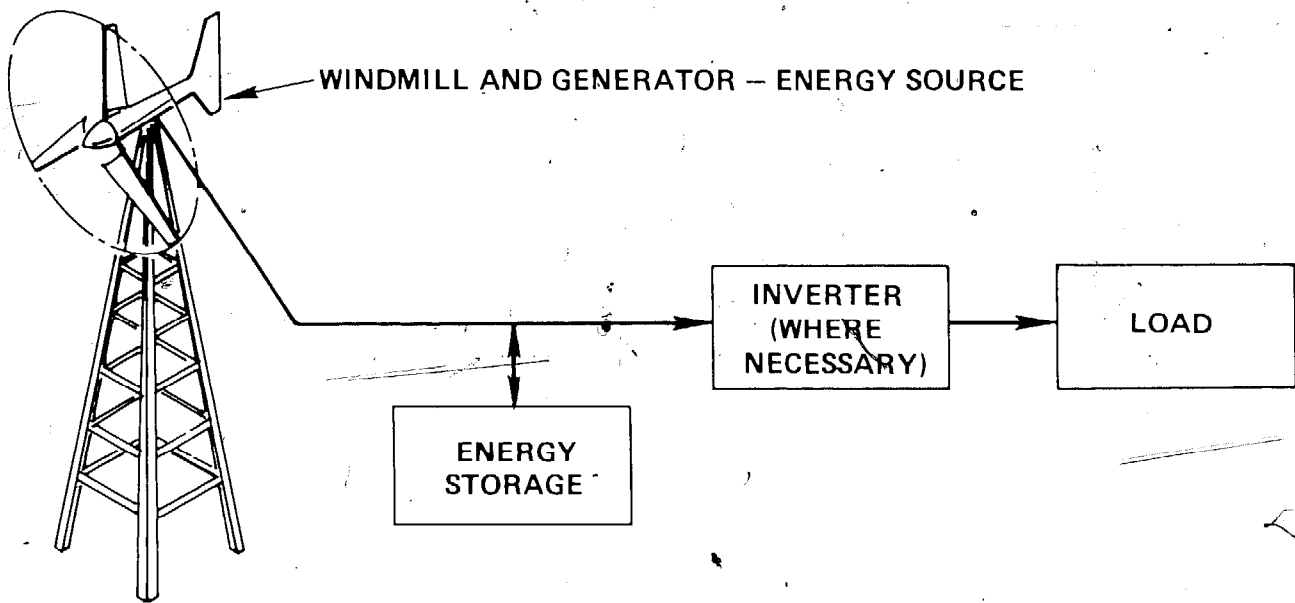 WINDMILL AND GENERATOR – ENERGY SOURCE
INVERTER
(WHERE
NECESSARY)
LOAD
ENERGY
STORAGE